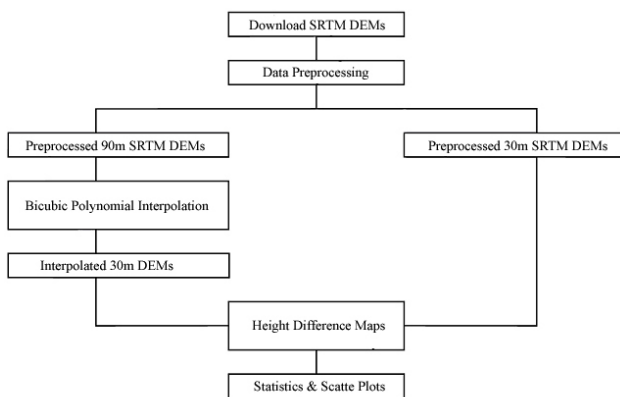 Download SRTM DEMs
Data Preprocessing
Preprocessed 90m SRTM DEMs
Preprocessed 30m SRTM DEMs
Bicubic Polynomial Interpolation
Interpolated 30m DEMs
Height Difference Maps
Statistics & Scatte Plots